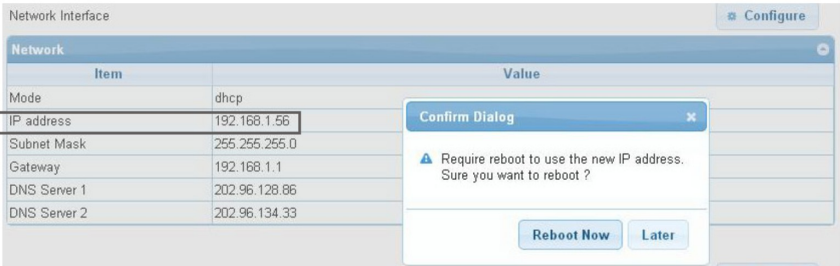 Network Interface
Configure
Network
Item Value
Mode dhcp
IP address 192.168.1.56
Subnet Mask 255.255.255.0
Gateway 192.168.1.1
DNS Server 1 202.96.128.86
DNS Server 2 202.96.134.33
Confirm Dialog
Require reboot to use the new IP address.
Sure you want to reboot ?
Reboot Now Later